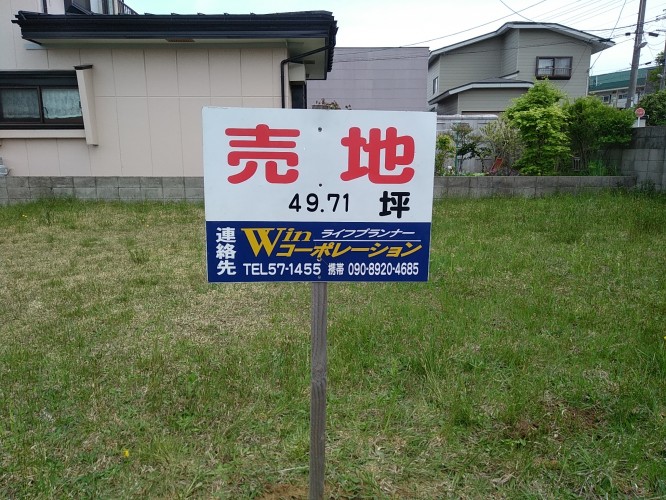 売地
49.71 坪
連絡先
Win ライフプランナー
コーポレーション
TEL57-1455 携帯 090-8920-4685